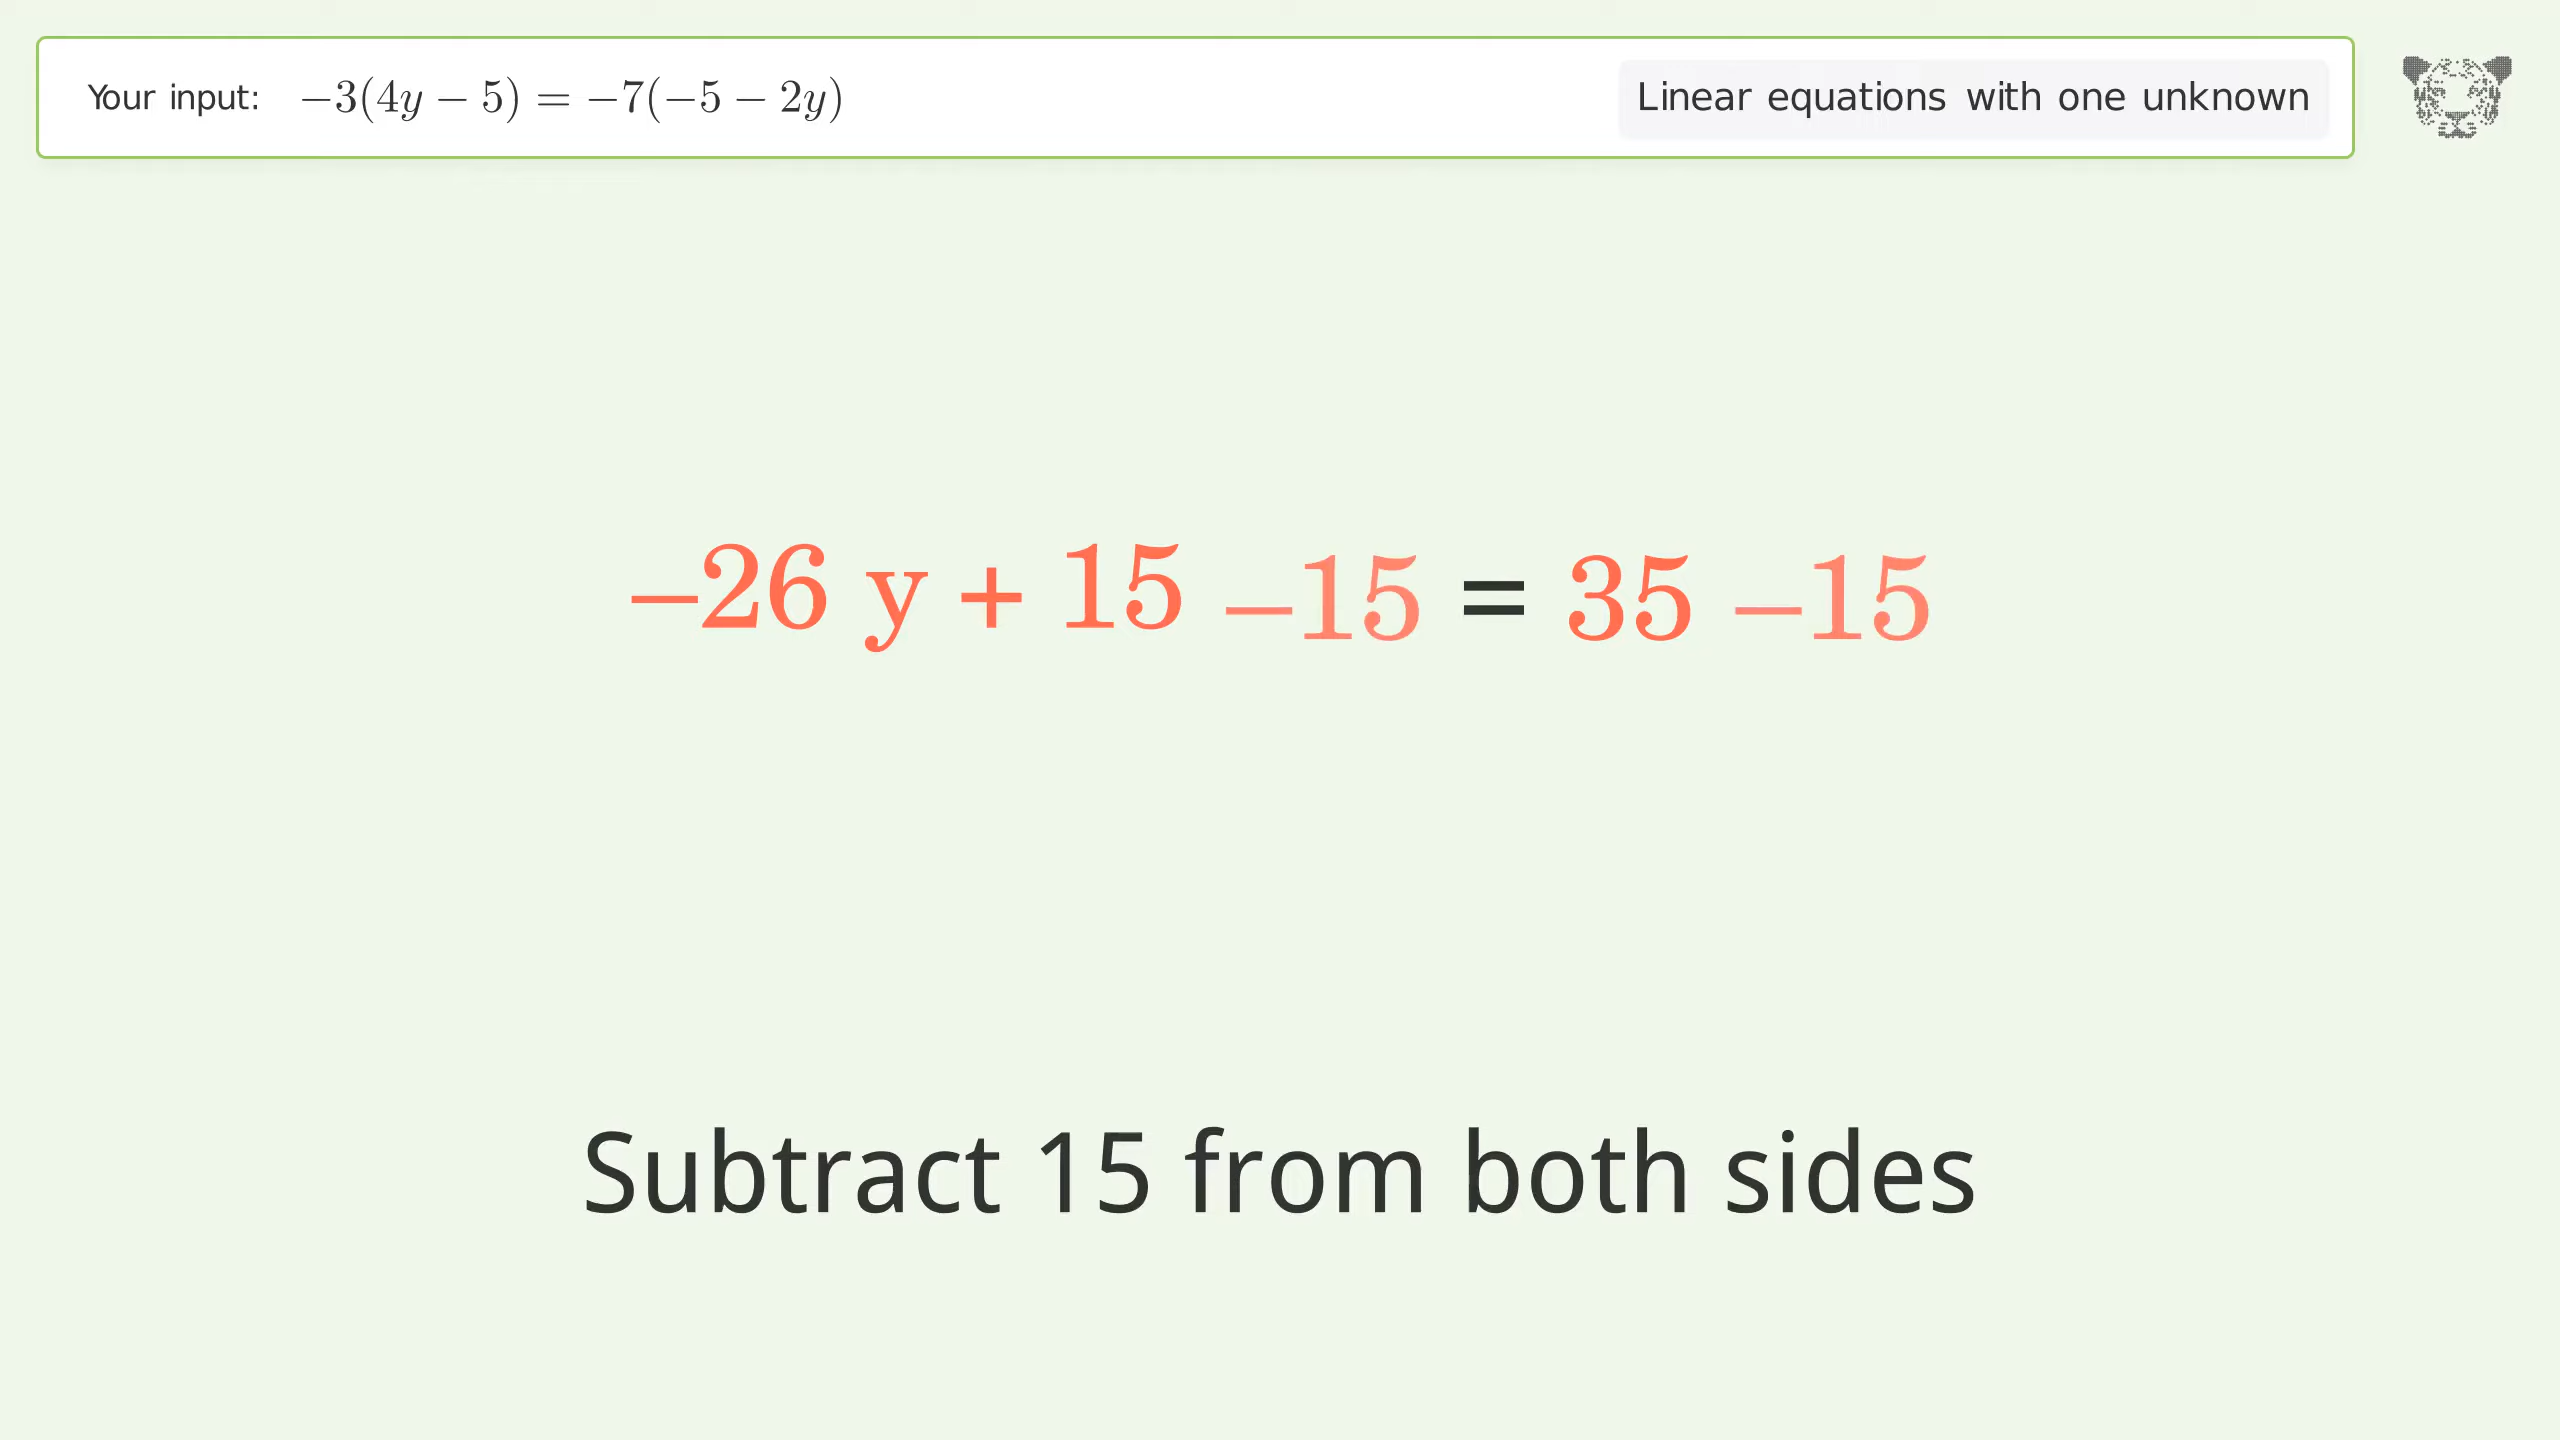 Your input: −3(4y − 5) = −7(−5 − 2y)
Linear equations with one unknown
−26 y + 15 −15 = 35 −15
Subtract 15 from both sides